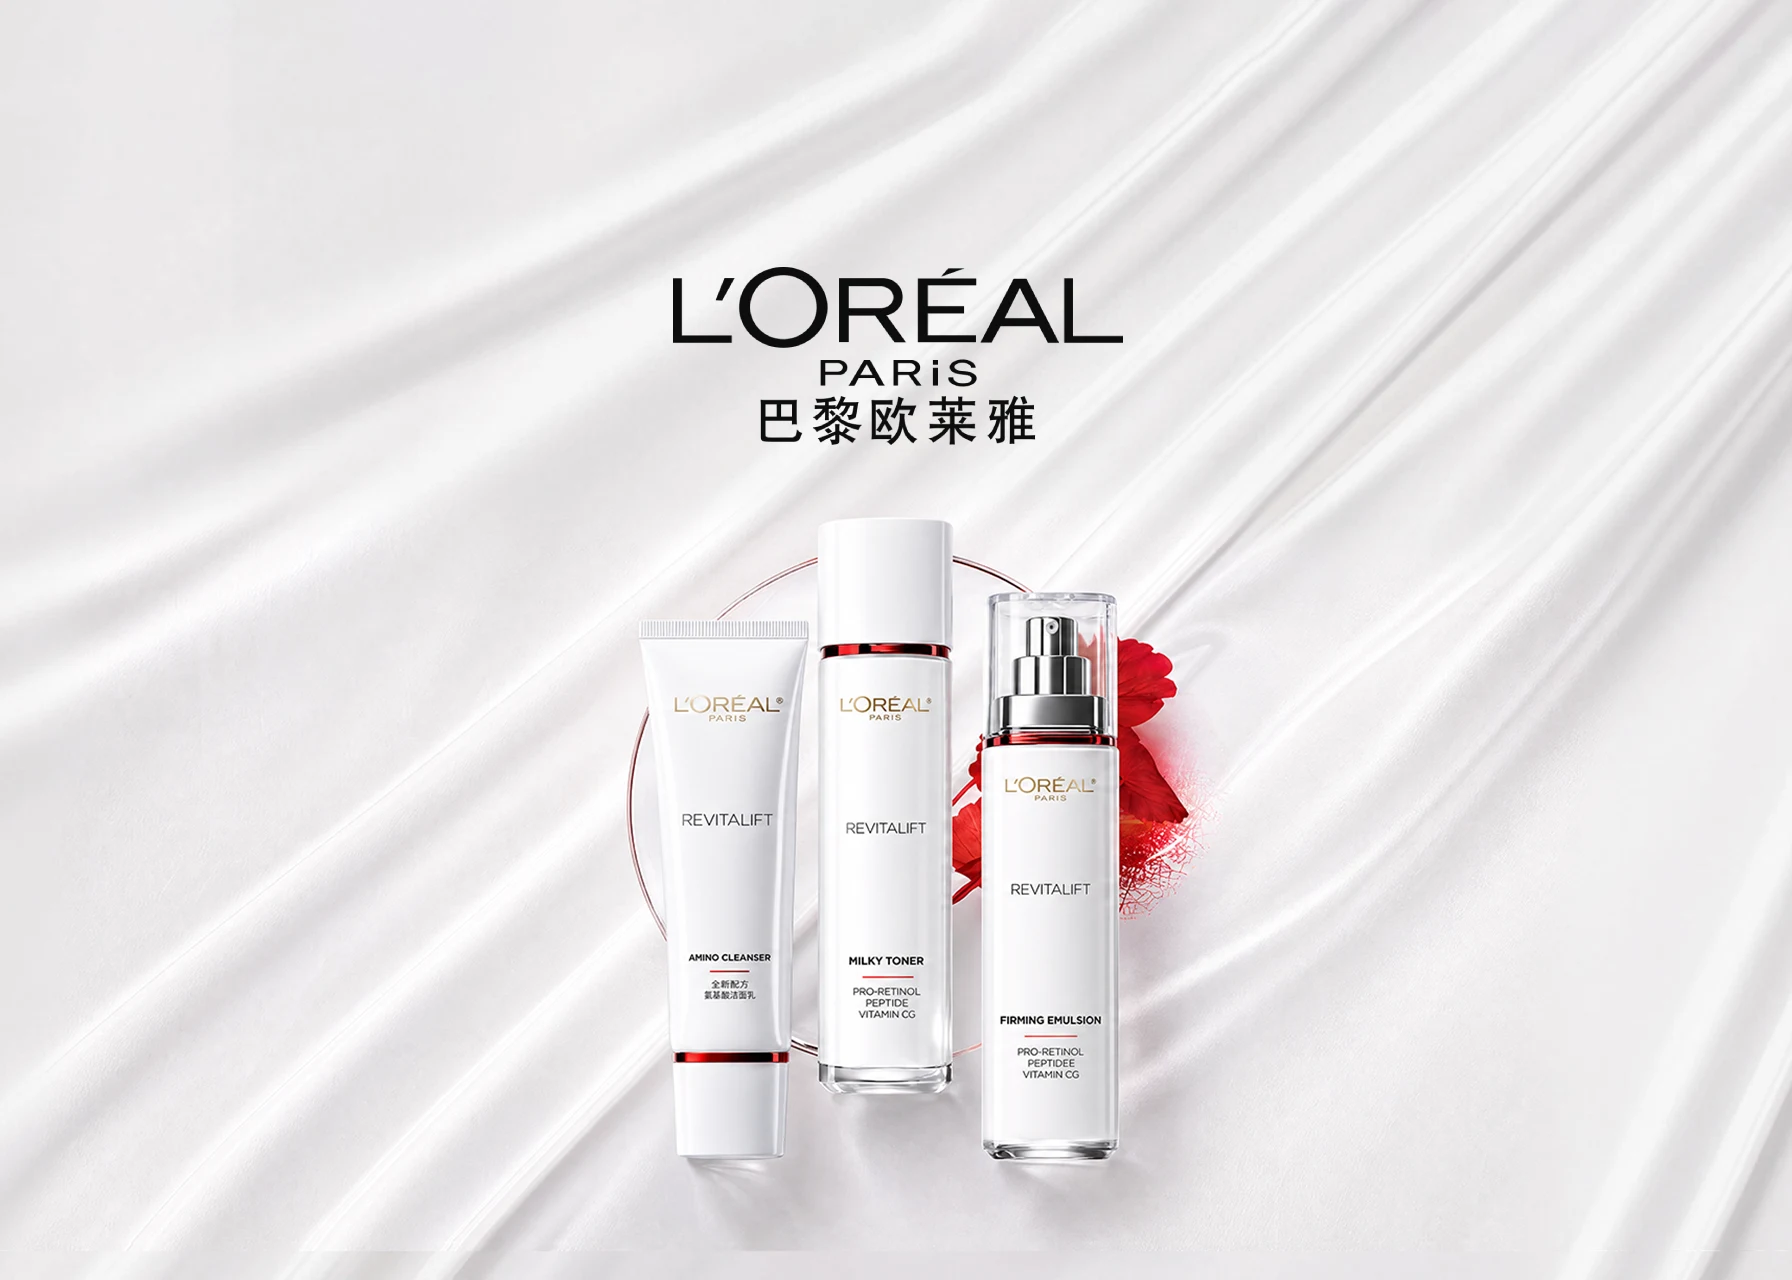 L'ORÉAL
PARiS
巴黎欧莱雅
L'ORÉAL®
PARIS
REVITALIFT
AMINO CLEANSER
全新配方
氨基酸洁面乳
L'ORÉAL®
PARIS
REVITALIFT
MILKY TONER
PRO-RETINOL
PEPTIDE
VITAMIN CG
L'ORÉAL®
PARIS
REVITALIFT
FIRMING EMULSION
PRO-RETINOL
PEPTIDEE
VITAMIN CG